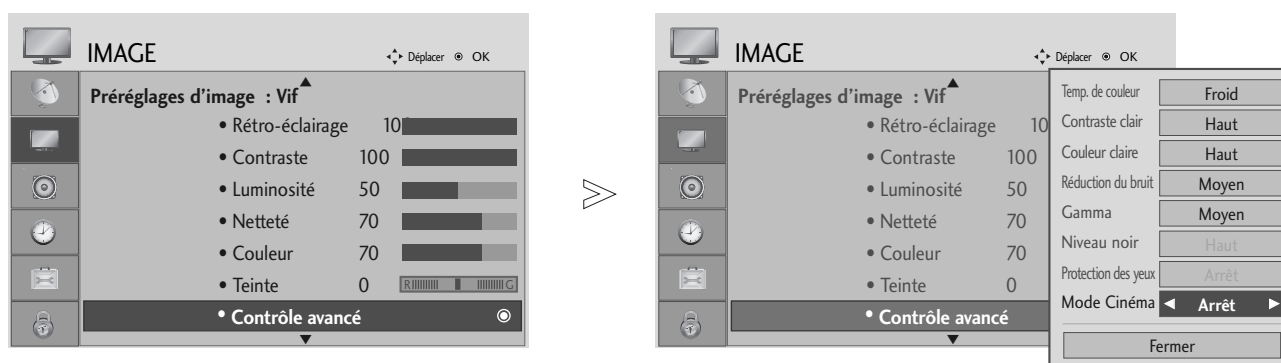 IMAGE
Déplacer OK
Préréglages d'image : Vif
• Rétro-éclairage 10
• Contraste 100
• Luminosité 50
• Netteté 70
• Couleur 70
• Teinte 0 R G
• Contrôle avancé
IMAGE
Déplacer OK
Préréglages d'image : Vif
• Rétro-éclairage 10
• Contraste 100
• Luminosité 50
• Netteté 70
• Couleur 70
• Teinte 0
• Contrôle avancé
Temp. de couleur Froid
Contraste clair Haut
Couleur claire Haut
Réduction du bruit Moyen
Gamma Moyen
Niveau noir Haut
Protection des yeux Arrêt
Mode Cinéma ◄ Arrêt ►
Fermer